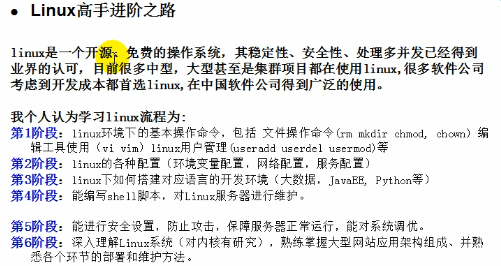 ● Linux高手进阶之路
linux是一个开源、免费的操作系统，其稳定性、安全性、处理多并发已经得到
业界的认可，目前很多中型，大型甚至是集群项目都在使用linux,很多软件公司
考虑到开发成本都首选linux,在中国软件公司得到广泛的使用。
我个人认为学习linux流程为:
第1阶段：linux环境下的基本操作命令，包括 文件操作命令(rm mkdir chmod, chown) 编
辑工具使用（vi vim）linux用户管理(useradd userdel usermod)等
第2阶段：linux的各种配置（环境变量配置，网络配置，服务配置）
第3阶段：linux下如何搭建对应语言的开发环境（大数据，JavaEE, Python等）
第4阶段：能编写shell脚本，对Linux服务器进行维护。
第5阶段：能进行安全设置，防止攻击，保障服务器正常运行，能对系统调优。
第6阶段：深入理解Linux系统（对内核有研究），熟练掌握大型网站应用架构组成、并熟
悉各个环节的部署和维护方法。